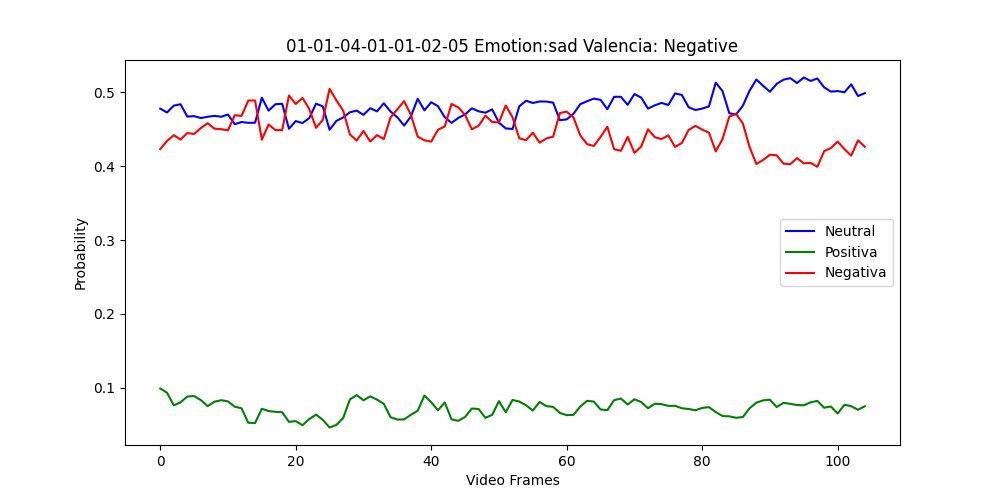 01-01-04-01-01-02-05 Emotion:sad Valencia: Negative
Probability
0.5
0.4
0.3
0.2
0.1
Neutral
Positiva
Negativa
0 20 40 60 80 100
Video Frames